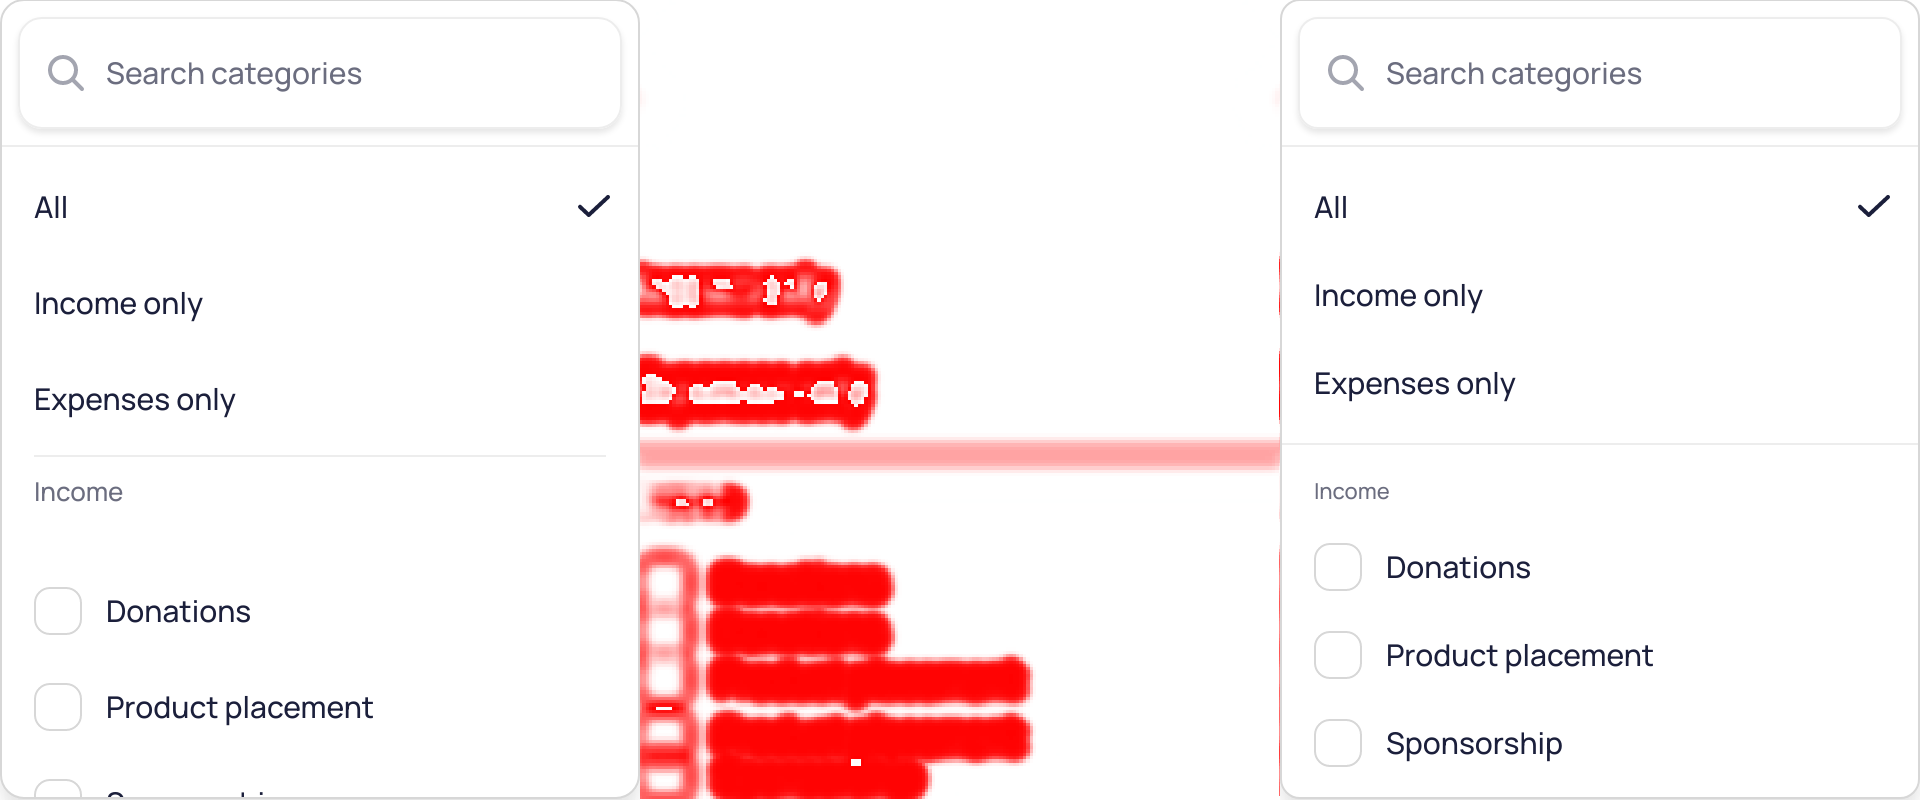 Search categories
All
Income only
Expenses only
Income
Donations
Product placement
Search categories
All
Income only
Expenses only
Income
Donations
Product placement
Sponsorship